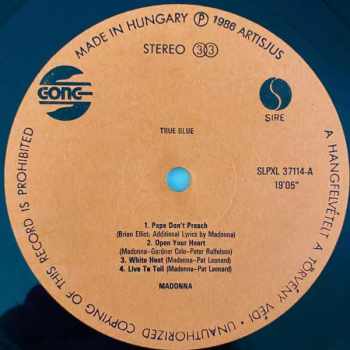 MADE IN HUNGARY Ⓟ 1986 ARTISJUS
STEREO 33
GONG
S
SIRE
TRUE BLUE
SLPXL 37114-A
19'05"
1. Papa Don't Preach
(Brian Elliot; Additional Lyrics by Madonna)
2. Open Your Heart
(Madonna-Gardner Cole-Peter Rafelson)
3. White Heat (Madonna-Pat Leonard)
4. Live To Tell (Madonna-Pat Leonard)
MADONNA
A HANGFELVÉTELT A TÖRVÉNY VÉDI · UNAUTHORIZED COPYING OF THIS RECORD IS PROHIBITED